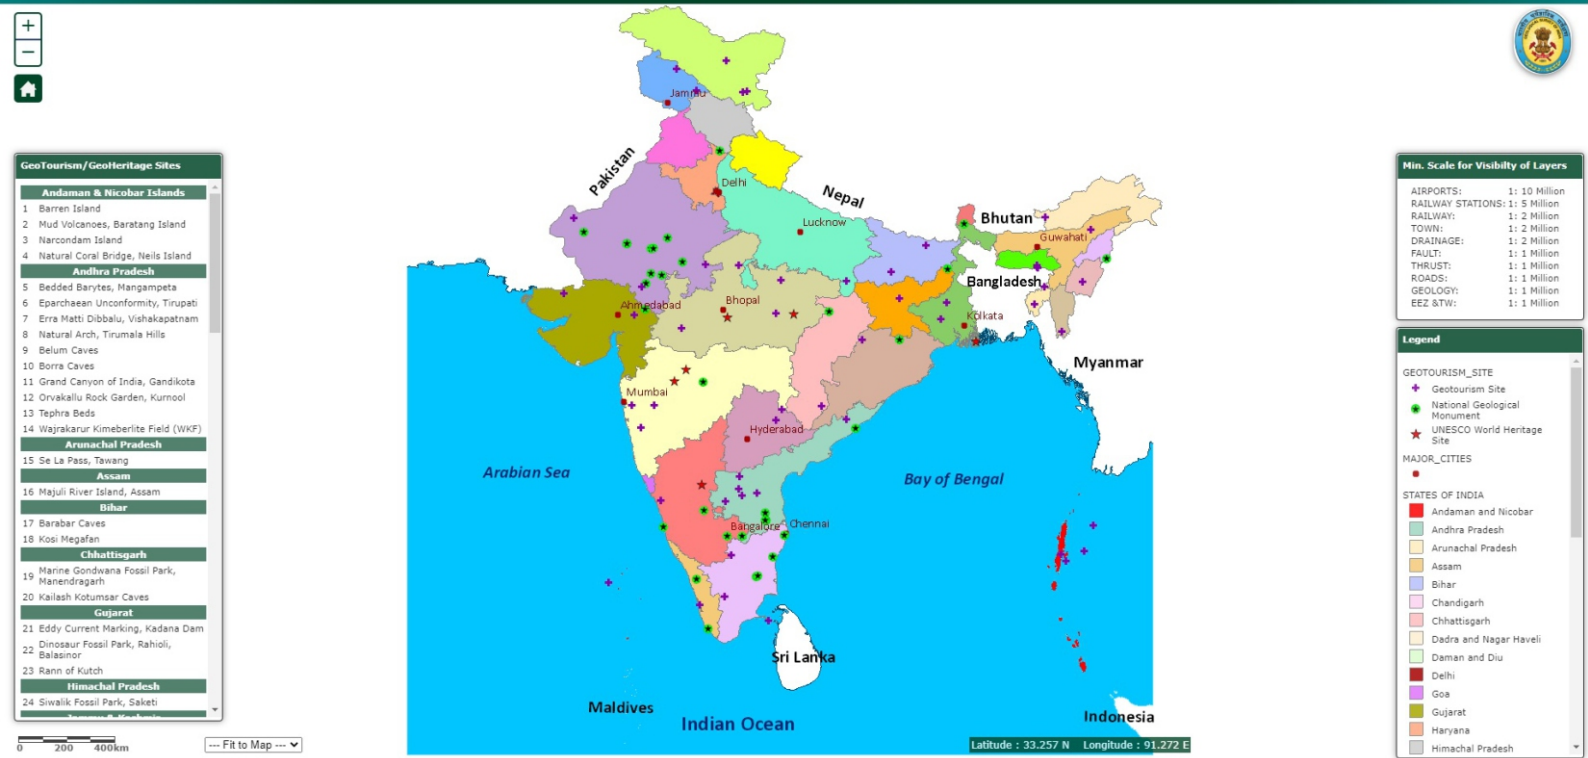 +
−
GeoTourism/GeoHeritage Sites
Andaman & Nicobar Islands
1 Barren Island
2 Mud Volcanoes, Baratang Island
3 Narcondam Island
4 Natural Coral Bridge, Neils Island
Andhra Pradesh
5 Bedded Barytes, Mangampeta
6 Eparchaean Unconformity, Tirupati
7 Erra Matti Dibbalu, Vishakapatnam
8 Natural Arch, Tirumala Hills
9 Belum Caves
10 Borra Caves
11 Grand Canyon of India, Gandikota
12 Orvakallu Rock Garden, Kurnool
13 Tephra Beds
14 Wajrakarur Kimeberlite Field (WKF)
Arunachal Pradesh
15 Se La Pass, Tawang
Assam
16 Majuli River Island, Assam
Bihar
17 Barabar Caves
18 Kosi Megafan
Chhattisgarh
19 Marine Gondwana Fossil Park,
Manendragarh
20 Kailash Kotumsar Caves
Gujarat
21 Eddy Current Marking, Kadana Dam
22 Dinosaur Fossil Park, Rahioli,
Balasinor
23 Rann of Kutch
Himachal Pradesh
24 Siwalik Fossil Park, Saketi
Jammu & Kashmir
0 200 400km
--- Fit to Map ---
Jammu
Pakistan
Delhi
Nepal
Lucknow
Bhutan
Guwahati
Bangladesh
Ahmedabad
Bhopal
Kolkata
Myanmar
Mumbai
Hyderabad
Arabian Sea
Bay of Bengal
Bangalore
Chennai
Sri Lanka
Maldives
Indian Ocean
Indonesia
Latitude : 33.257 N Longitude : 91.272 E
Min. Scale for Visibilty of Layers
AIRPORTS: 1: 10 Million
RAILWAY STATIONS: 1: 5 Million
RAILWAY: 1: 2 Million
TOWN: 1: 2 Million
DRAINAGE: 1: 2 Million
FAULT: 1: 1 Million
THRUST: 1: 1 Million
ROADS: 1: 1 Million
GEOLOGY: 1: 1 Million
EEZ &TW: 1: 1 Million
Legend
GEOTOURISM_SITE
Geotourism Site
National Geological
Monument
UNESCO World Heritage
Site
MAJOR_CITIES
STATES OF INDIA
Andaman and Nicobar
Andhra Pradesh
Arunachal Pradesh
Assam
Bihar
Chandigarh
Chhattisgarh
Dadra and Nagar Haveli
Daman and Diu
Delhi
Goa
Gujarat
Haryana
Himachal Pradesh